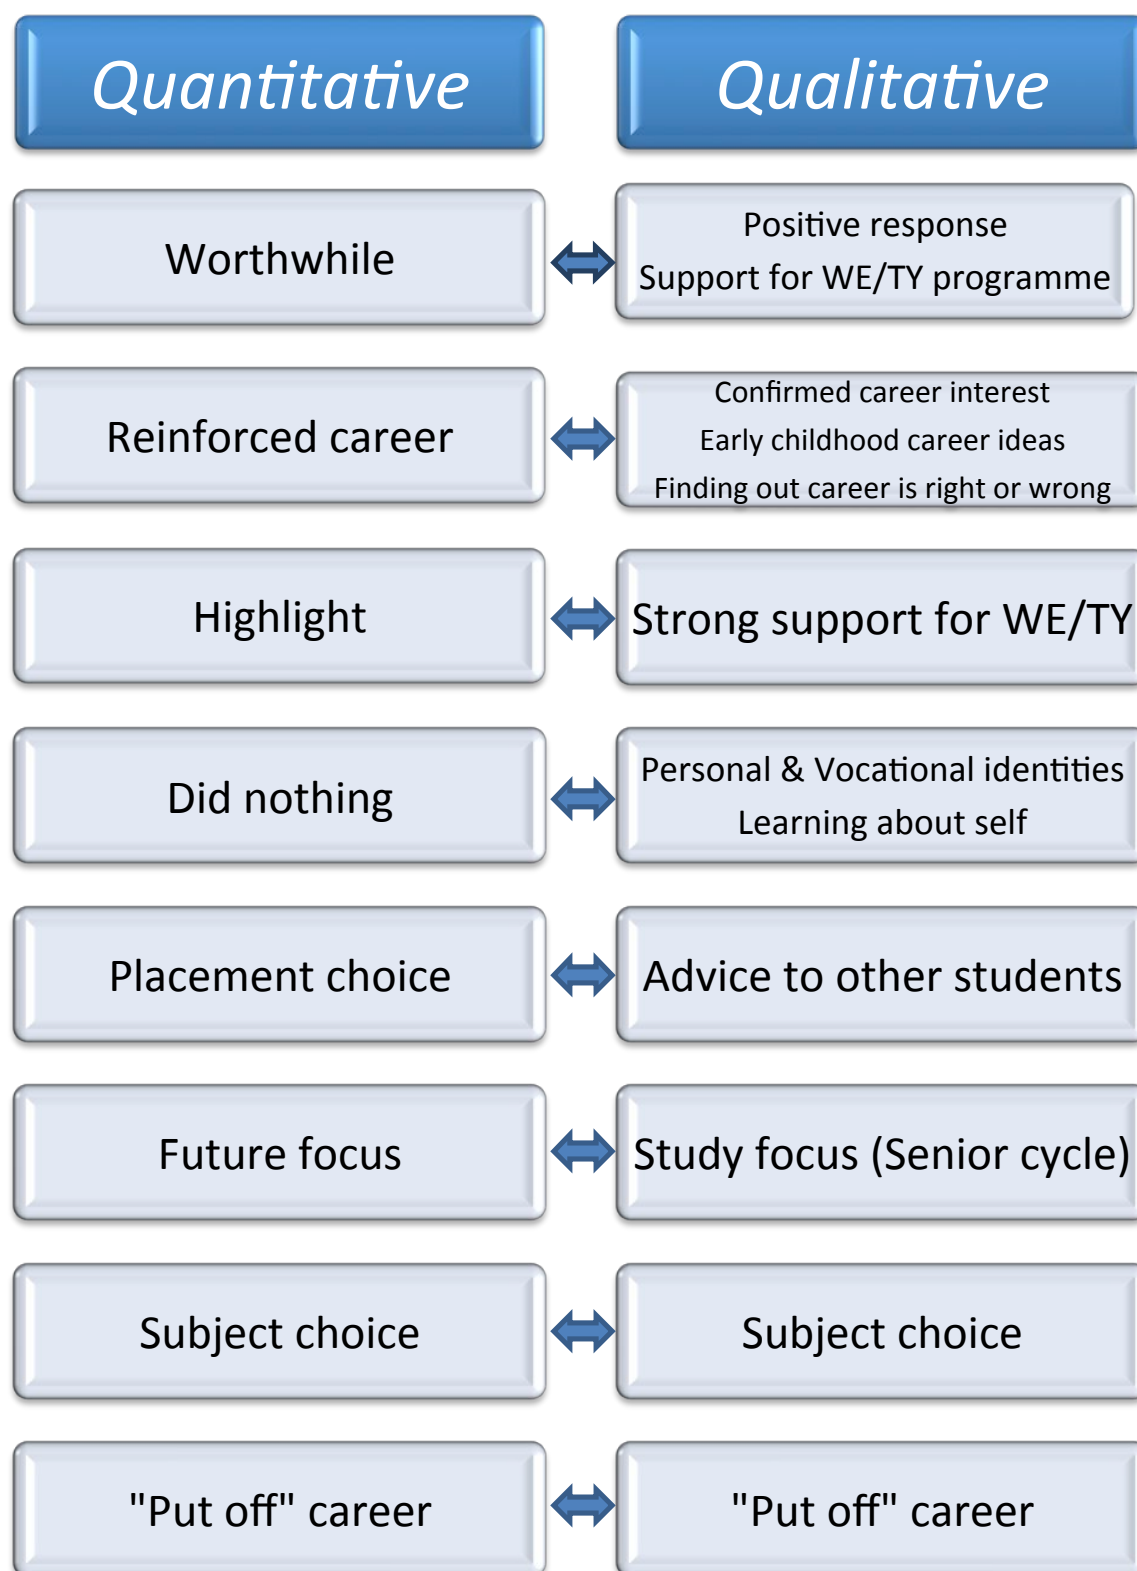 Quantitative
Qualitative
Worthwhile
Positive response
Support for WE/TY programme
Reinforced career
Confirmed career interest
Early childhood career ideas
Finding out career is right or wrong
Highlight
Strong support for WE/TY
Did nothing
Personal & Vocational identities
Learning about self
Placement choice
Advice to other students
Future focus
Study focus (Senior cycle)
Subject choice
Subject choice
"Put off" career
"Put off" career